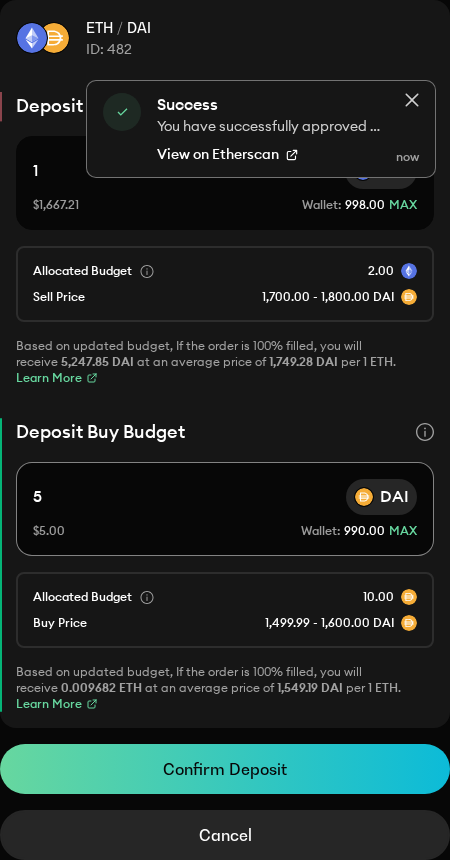 ETH / DAI
ID: 482
Deposit
Success
You have successfully approved ...
View on Etherscan
now
1
$1,667.21
Wallet: 998.00 MAX
Allocated Budget
2.00
Sell Price
1,700.00 - 1,800.00 DAI
Based on updated budget, If the order is 100% filled, you will
receive 5,247.85 DAI at an average price of 1,749.28 DAI per 1 ETH.
Learn More
Deposit Buy Budget
5
DAI
$5.00
Wallet: 990.00 MAX
Allocated Budget
10.00
Buy Price
1,499.99 - 1,600.00 DAI
Based on updated budget, If the order is 100% filled, you will
receive 0.009682 ETH at an average price of 1,549.19 DAI per 1 ETH.
Learn More
Confirm Deposit
Cancel